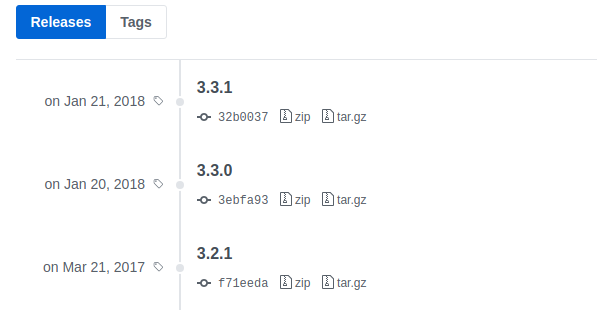 Releases Tags
3.3.1
on Jan 21, 2018
32b0037 zip tar.gz
3.3.0
on Jan 20, 2018
3ebfa93 zip tar.gz
3.2.1
on Mar 21, 2017
f71eeda zip tar.gz